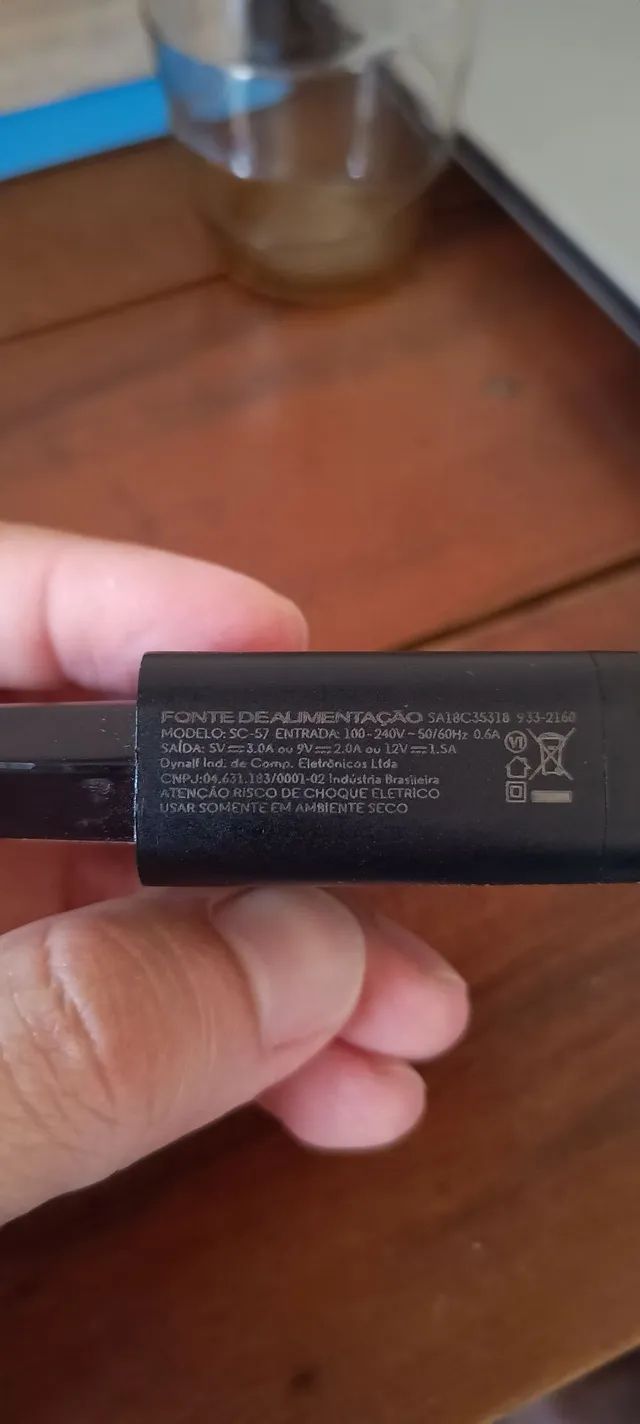 FONTE DE ALIMENTAÇÃO SA18C35318 933-2160
MODELO: SC-57 ENTRADA: 100-240V~50/60Hz 0.6A
SAÍDA: 5V⎓3.0A ou 9V⎓2.0A ou 12V⎓1.5A
Dynalf Ind. de Comp. Eletrônicos Ltda
CNPJ:04.631.183/0001-02 Indústria Brasileira
ATENÇÃO RISCO DE CHOQUE ELETRICO
USAR SOMENTE EM AMBIENTE SECO
VI